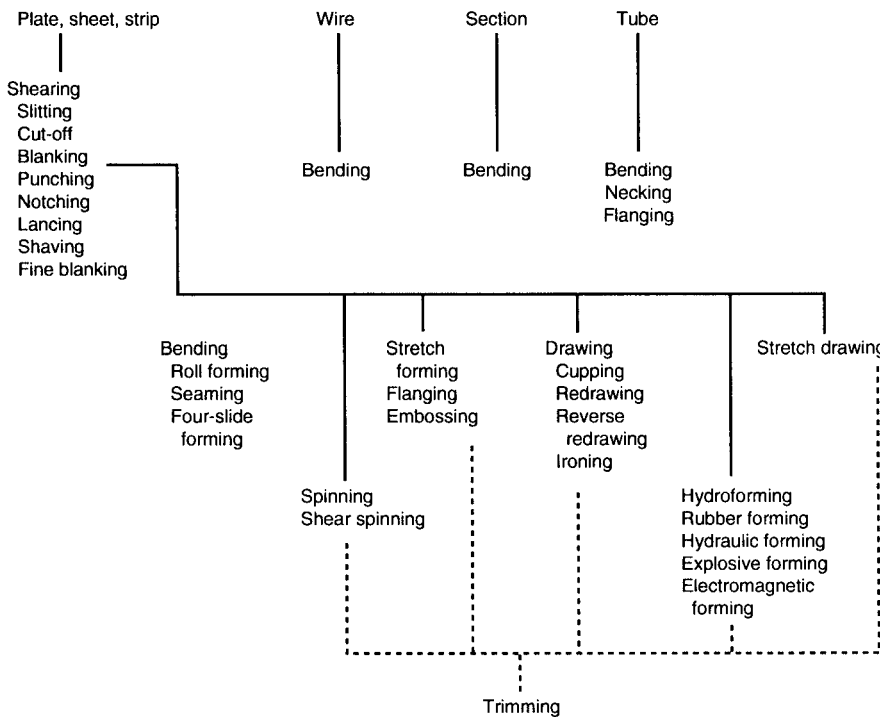 Plate, sheet, strip
Wire
Section
Tube
Shearing
Slitting
Cut-off
Blanking
Punching
Notching
Lancing
Shaving
Fine blanking
Bending
Bending
Bending
Necking
Flanging
Bending
Roll forming
Seaming
Four-slide
forming
Stretch
forming
Flanging
Embossing
Drawing
Cupping
Redrawing
Reverse
redrawing
Ironing
Stretch drawing
Spinning
Shear spinning
Hydroforming
Rubber forming
Hydraulic forming
Explosive forming
Electromagnetic
forming
Trimming